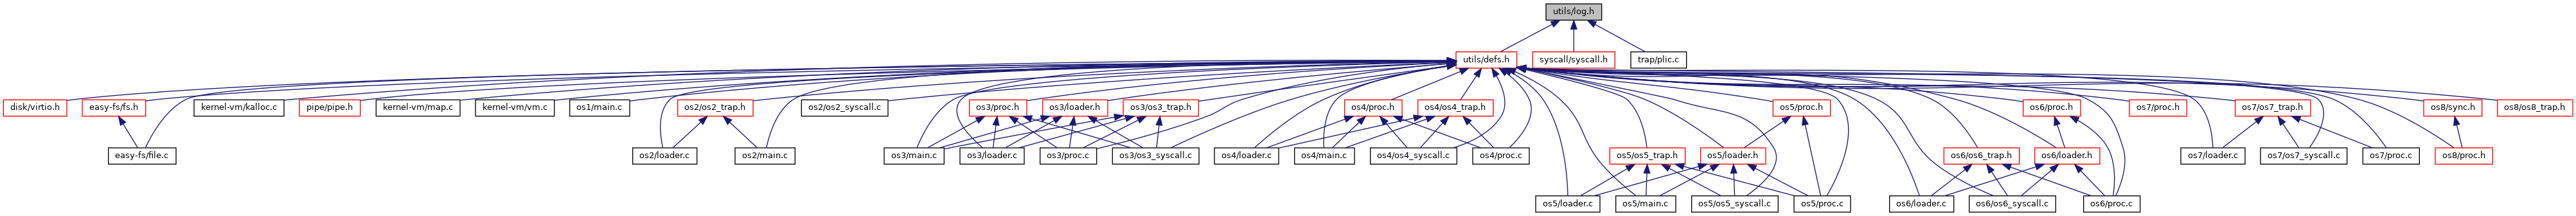 utils/log.h
utils/defs.h
syscall/syscall.h
trap/plic.c
disk/virtio.h
easy-fs/fs.h
kernel-vm/kalloc.c
pipe/pipe.h
kernel-vm/map.c
kernel-vm/vm.c
os1/main.c
os2/os2_trap.h
os2/os2_syscall.c
os3/proc.h
os3/loader.h
os3/os3_trap.h
os4/proc.h
os4/os4_trap.h
os5/proc.h
os6/proc.h
os7/proc.h
os7/os7_trap.h
os8/sync.h
os8/os8_trap.h
easy-fs/file.c
os2/loader.c
os2/main.c
os3/main.c
os3/loader.c
os3/proc.c
os3/os3_syscall.c
os4/loader.c
os4/main.c
os4/os4_syscall.c
os4/proc.c
os5/os5_trap.h
os5/loader.h
os6/os6_trap.h
os6/loader.h
os7/loader.c
os7/os7_syscall.c
os7/proc.c
os8/proc.h
os5/loader.c
os5/main.c
os5/os5_syscall.c
os5/proc.c
os6/loader.c
os6/os6_syscall.c
os6/proc.c